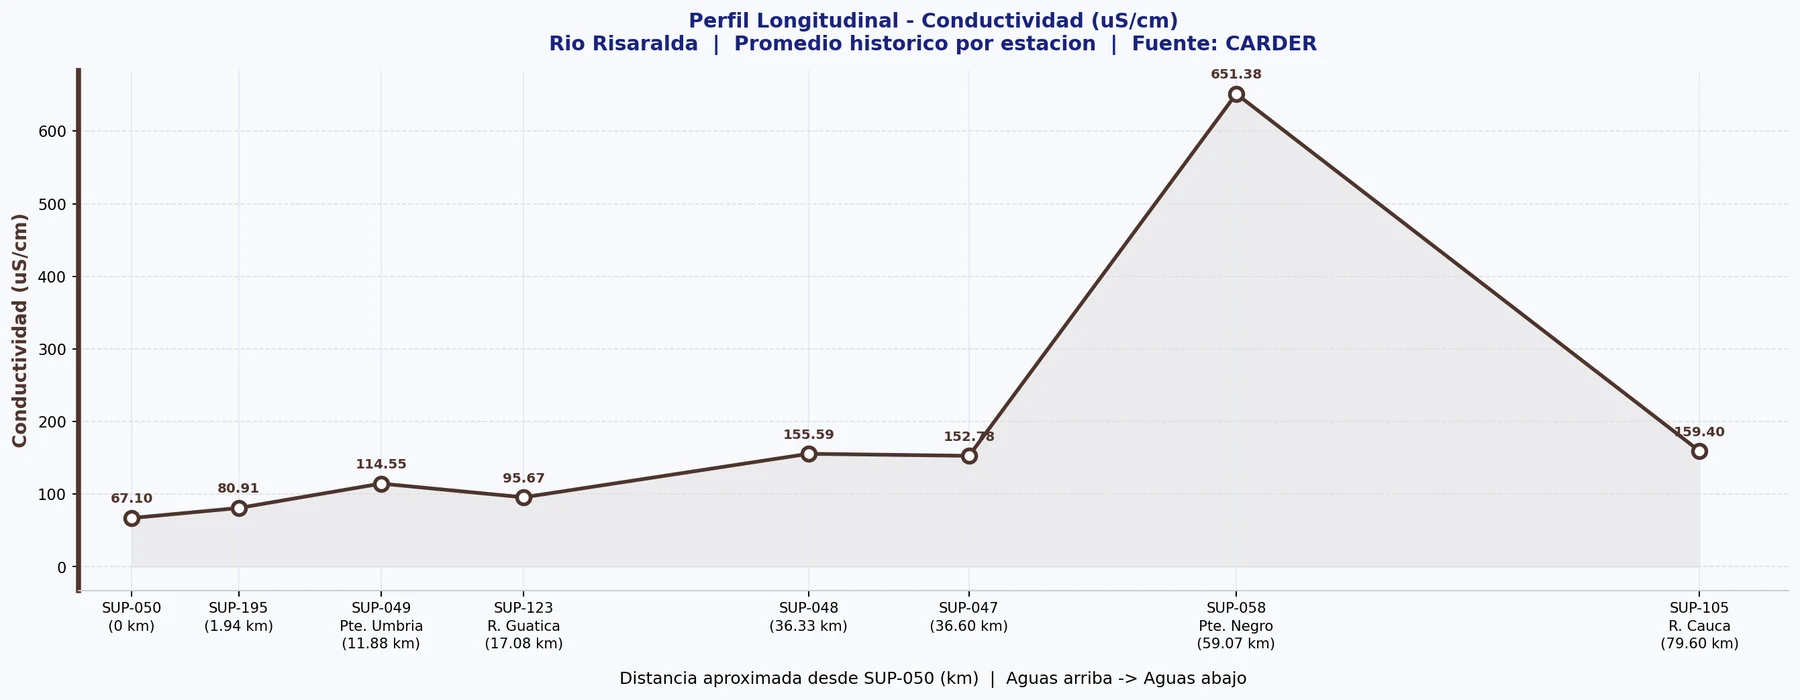 Perfil Longitudinal - Conductividad (uS/cm)
Rio Risaralda | Promedio historico por estacion | Fuente: CARDER
Conductividad (uS/cm)
600
500
400
300
200
100
0
67.10
80.91
114.55
95.67
155.59
152.78
651.38
159.40
SUP-050
(0 km)
SUP-195
(1.94 km)
SUP-049
Pte. Umbria
(11.88 km)
SUP-123
R. Guatica
(17.08 km)
SUP-048
(36.33 km)
SUP-047
(36.60 km)
SUP-058
Pte. Negro
(59.07 km)
SUP-105
R. Cauca
(79.60 km)
Distancia aproximada desde SUP-050 (km) | Aguas arriba -> Aguas abajo